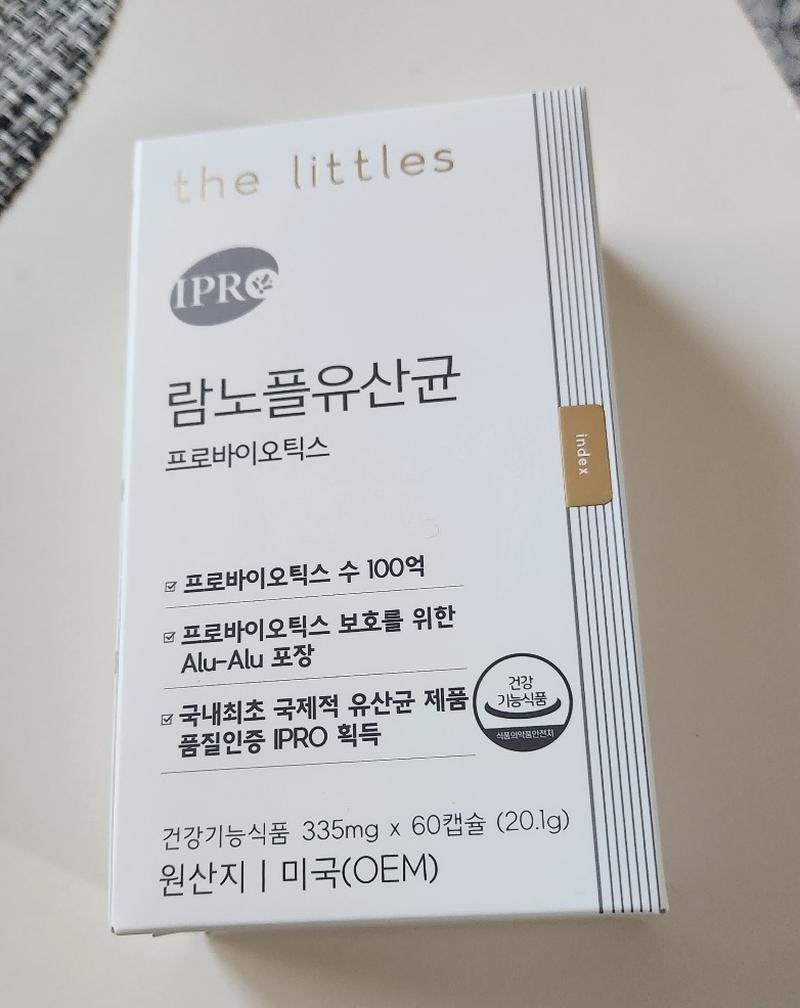 the littles
IPRO
람노플유산균
프로바이오틱스
index
프로바이오틱스 수 100억
프로바이오틱스 보호를 위한
Alu-Alu 포장
국내최초 국제적 유산균 제품
품질인증 IPRO 획득
건강
기능식품
식품의약품안전처
건강기능식품 335mg x 60캡슐 (20.1g)
원산지 | 미국(OEM)